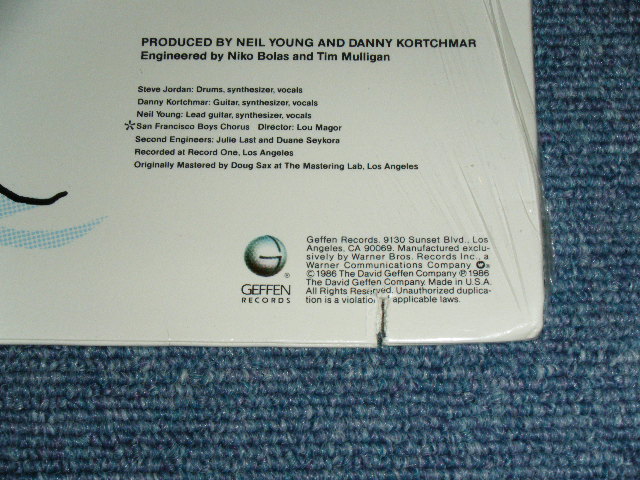 PRODUCED BY NEIL YOUNG AND DANNY KORTCHMAR
Engineered by Niko Bolas and Tim Mulligan
Steve Jordan: Drums, synthesizer, vocals
Danny Kortchmar: Guitar, synthesizer, vocals
Neil Young: Lead guitar, synthesizer, vocals
San Francisco Boys Chorus Director: Lou Magor
Second Engineers: Julie Last and Duane Seykora
Recorded at Record One, Los Angeles
Originally Mastered by Doug Sax at The Mastering Lab, Los Angeles
GEFFEN
RECORDS
®
Geffen Records, 9130 Sunset Blvd., Los
Angeles, CA 90069. Manufactured exclu-
sively by Warner Bros. Records Inc., a
Warner Communications Company
© 1986 The David Geffen Company ℗ 1986
The David Geffen Company. Made in U.S.A.
All Rights Reserved. Unauthorized duplica-
tion is a violation applicable laws.